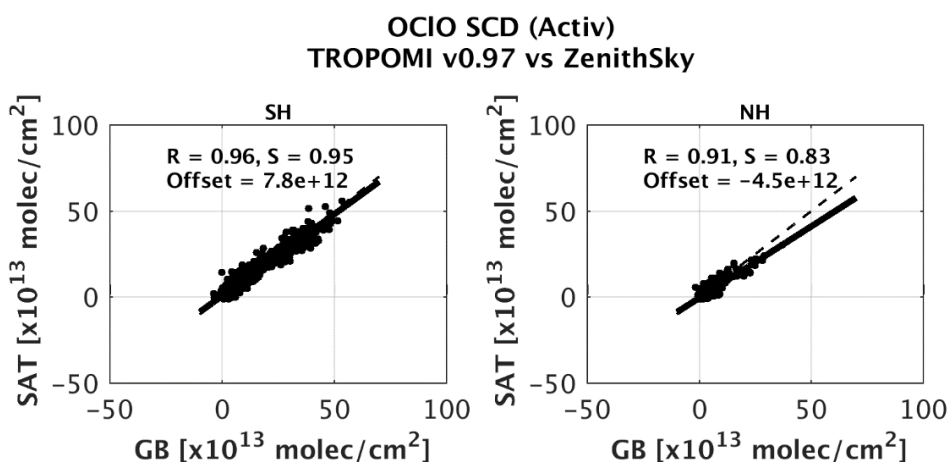 OClO SCD (Activ)
TROPOMI v0.97 vs ZenithSky
SH
R = 0.96, S = 0.95
Offset = 7.8e+12
SAT [x10^13 molec/cm^2]
100
50
0
−50
−50
0
50
100
GB [x10^13 molec/cm^2]
NH
R = 0.91, S = 0.83
Offset = −4.5e+12
SAT [x10^13 molec/cm^2]
100
50
0
−50
−50
0
50
100
GB [x10^13 molec/cm^2]